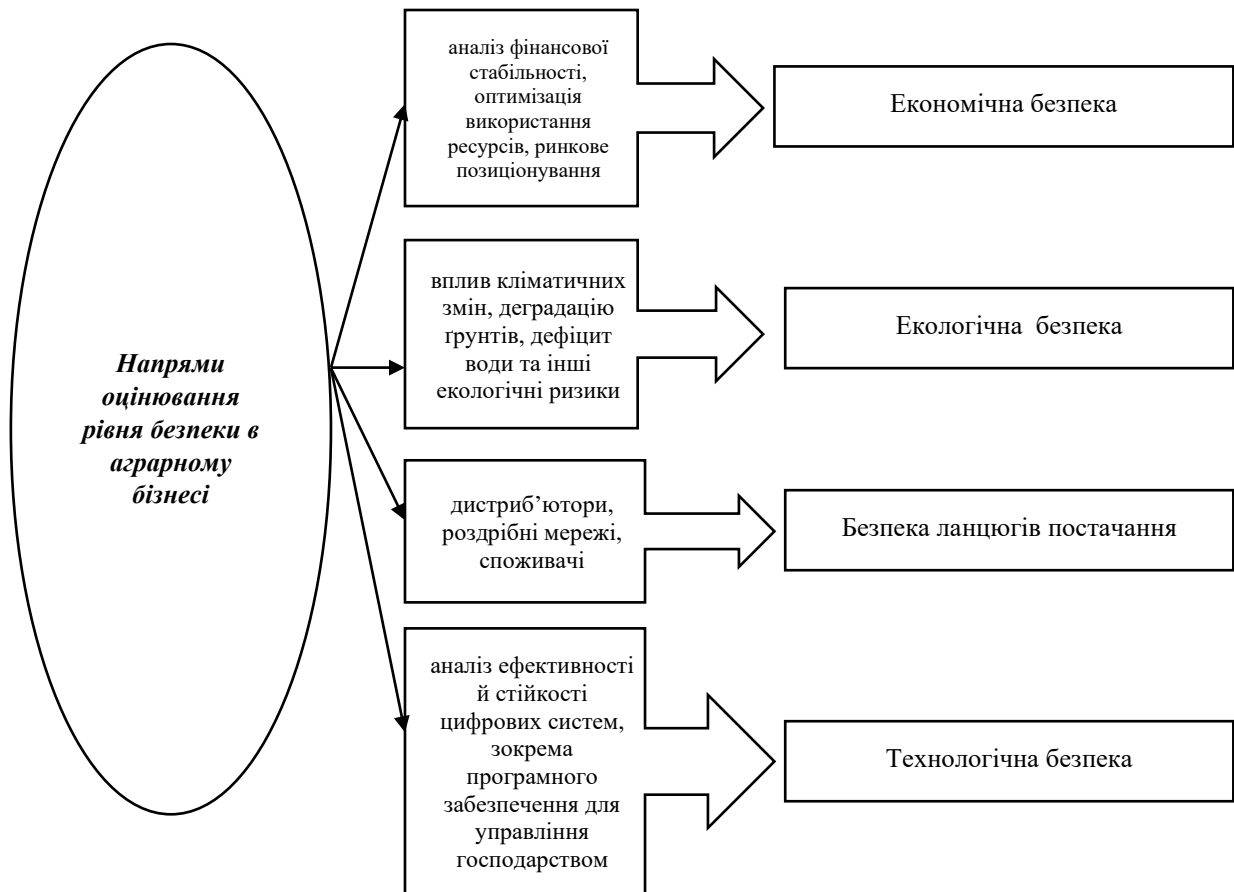 Напрями
оцінювання
рівня безпеки в
аграрному
бізнесі
аналіз фінансової
стабільності,
оптимізація
використання
ресурсів, ринкове
позиціонування
Економічна безпека
вплив кліматичних
змін, деградацію
ґрунтів, дефіцит
води та інші
екологічні ризики
Екологічна безпека
дистриб’ютори,
роздрібні мережі,
споживачі
Безпека ланцюгів постачання
аналіз ефективності
й стійкості
цифрових систем,
зокрема
програмного
забезпечення для
управління
господарством
Технологічна безпека